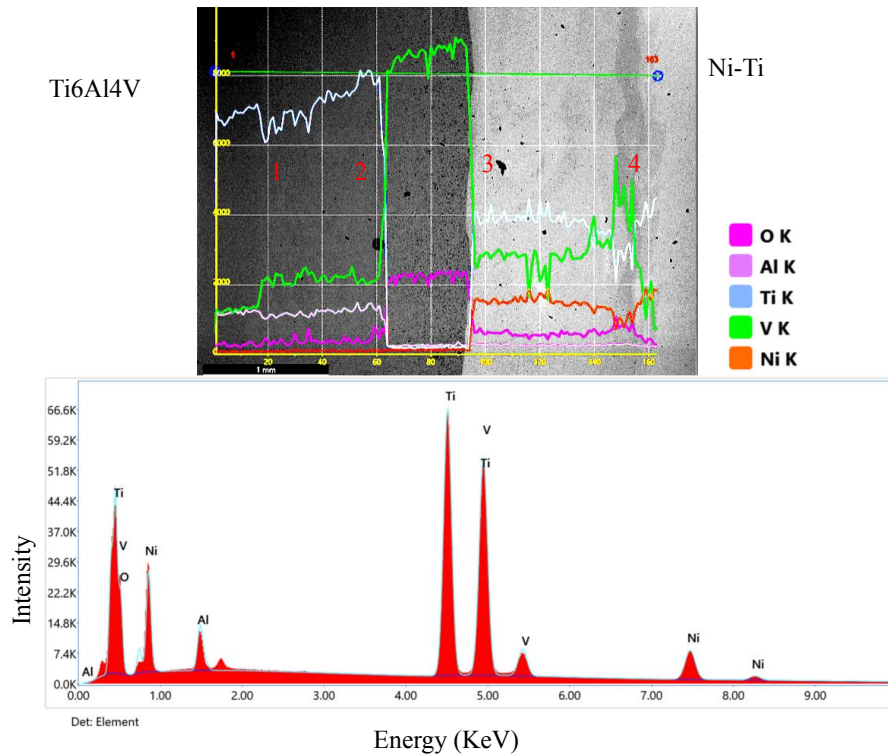 1
163
Ti6Al4V
Ni-Ti
8000
6000
4000
2000
0
1
2
3
4
20
40
60
80
100
120
140
160
1 mm
O K
Al K
Ti K
V K
Ni K
66.6K
59.2K
51.8K
44.4K
37.0K
29.6K
22.2K
14.8K
7.4K
0.0K
Intensity
Ti
V
Ti
Ti
V
O
Ni
Al
Al
V
Ni
Ni
0.00
1.00
2.00
3.00
4.00
5.00
6.00
7.00
8.00
9.00
Det: Element
Energy (KeV)